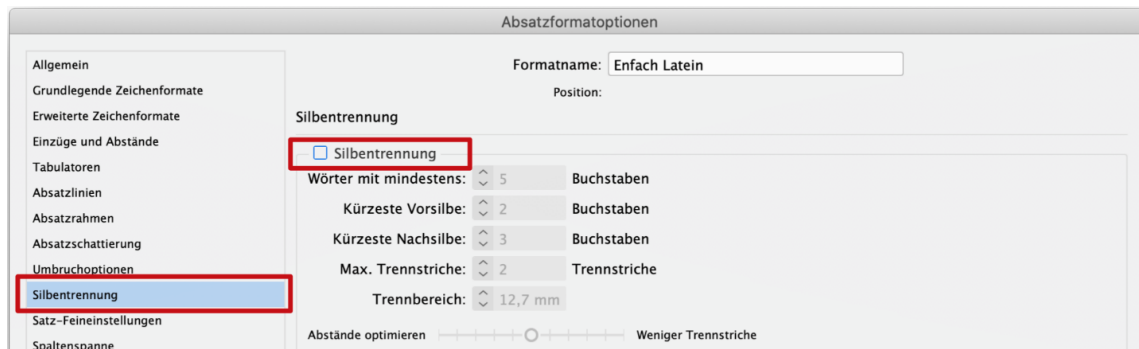 Absatzformatoptionen
Allgemein
Grundlegende Zeichenformate
Erweiterte Zeichenformate
Einzüge und Abstände
Tabulatoren
Absatzlinien
Absatzrahmen
Absatzschattierung
Umbruchoptionen
Silbentrennung
Satz-Feineinstellungen
Spaltenspanne
Formatname: Enfach Latein
Position:
Silbentrennung
Silbentrennung
Wörter mit mindestens: 5 Buchstaben
Kürzeste Vorsilbe: 2 Buchstaben
Kürzeste Nachsilbe: 3 Buchstaben
Max. Trennstriche: 2 Trennstriche
Trennbereich: 12,7 mm
Abstände optimieren Weniger Trennstriche